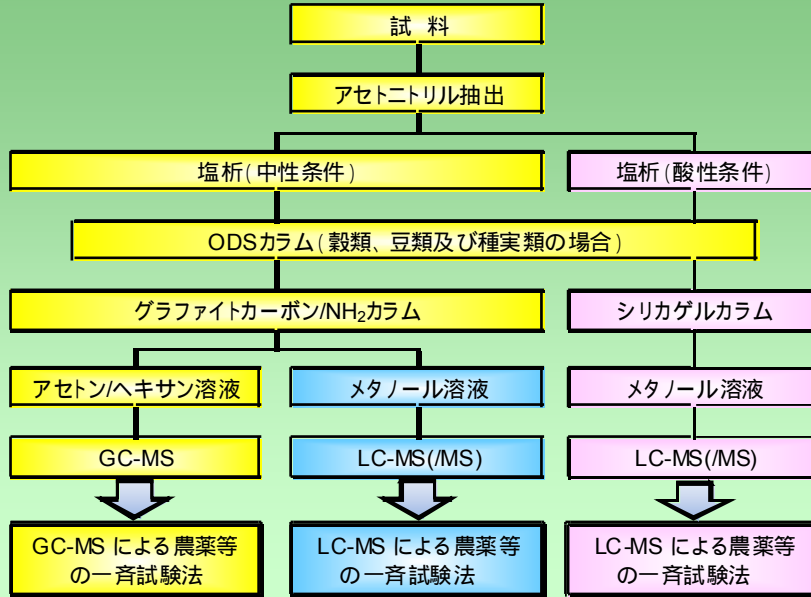 試 料
アセトニトリル抽出
塩析(中性条件)
塩析(酸性条件)
ODSカラム(穀類、豆類及び種実類の場合)
グラファイトカーボン/NH₂カラム
シリカゲルカラム
アセトン/ヘキサン溶液
メタノール溶液
メタノール溶液
GC-MS
LC-MS(/MS)
LC-MS(/MS)
GC-MS による農薬等
の一斉試験法
LC-MS による農薬等
の一斉試験法
LC-MS による農薬等
の一斉試験法